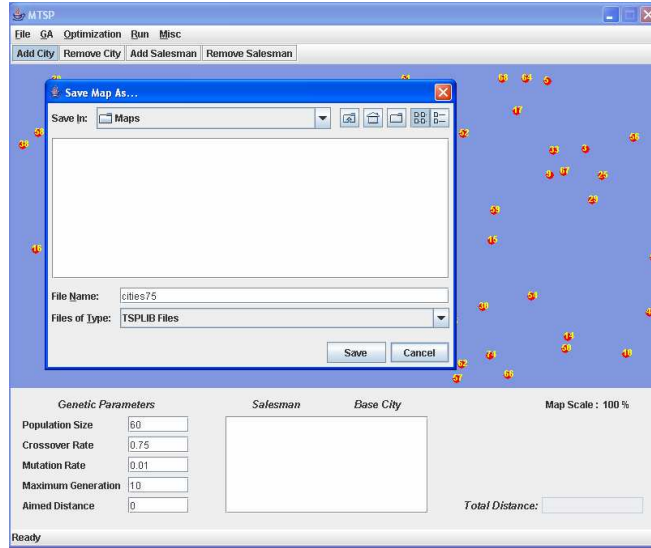 MTSP
File GA Optimization Run Misc
Add City Remove City Add Salesman Remove Salesman
Save Map As...
Save In: Maps
File Name: cities75
Files of Type: TSPLIB Files
Save Cancel
Genetic Parameters Salesman Base City Map Scale : 100 %
Population Size 60
Crossover Rate 0.75
Mutation Rate 0.01
Maximum Generation 10
Aimed Distance 0
Total Distance:
Ready